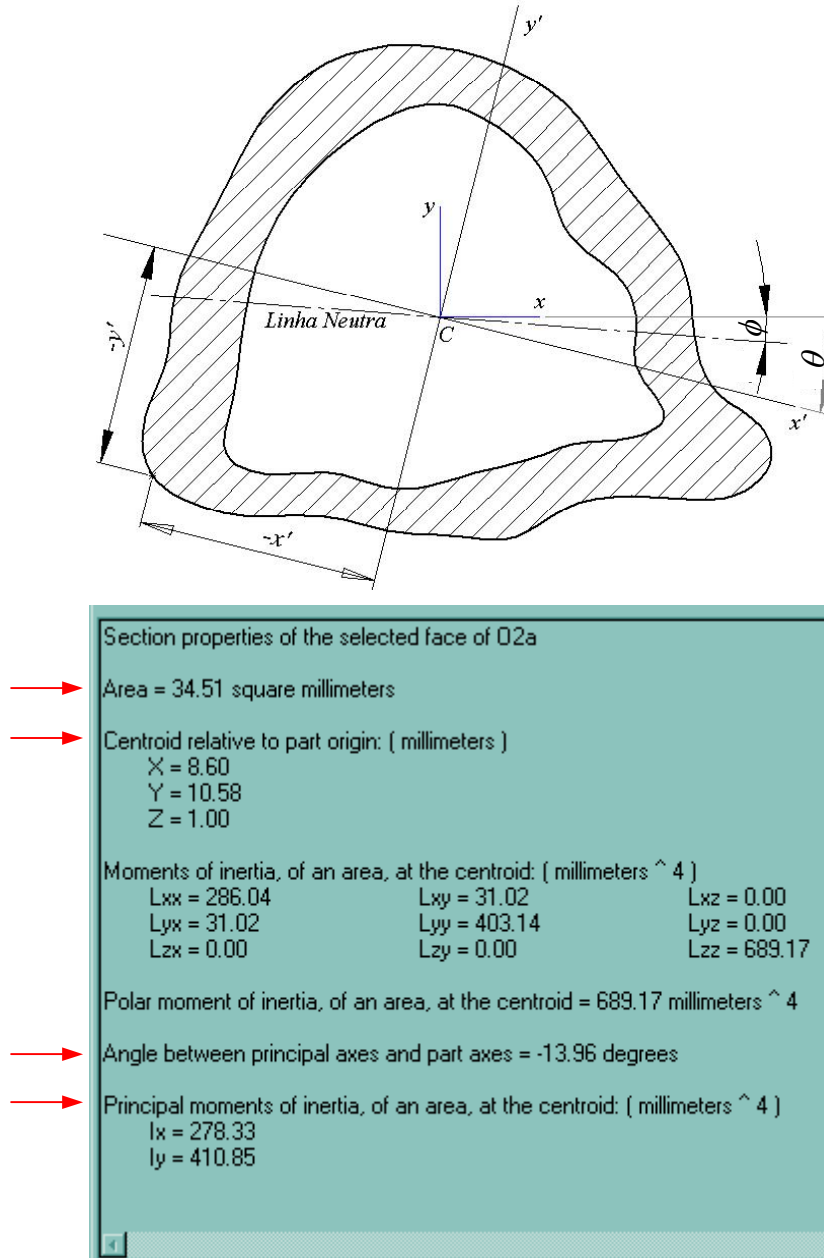 y'
y
x
Linha Neutra
C
-y'
ϕ
θ
x'
-x'
Section properties of the selected face of O2a
Area = 34.51 square millimeters
Centroid relative to part origin: ( millimeters )
X = 8.60
Y = 10.58
Z = 1.00
Moments of inertia, of an area, at the centroid: ( millimeters ^ 4 )
Lxx = 286.04 Lxy = 31.02 Lxz = 0.00
Lyx = 31.02 Lyy = 403.14 Lyz = 0.00
Lzx = 0.00 Lzy = 0.00 Lzz = 689.17
Polar moment of inertia, of an area, at the centroid = 689.17 millimeters ^ 4
Angle between principal axes and part axes = -13.96 degrees
Principal moments of inertia, of an area, at the centroid: ( millimeters ^ 4 )
Ix = 278.33
Iy = 410.85